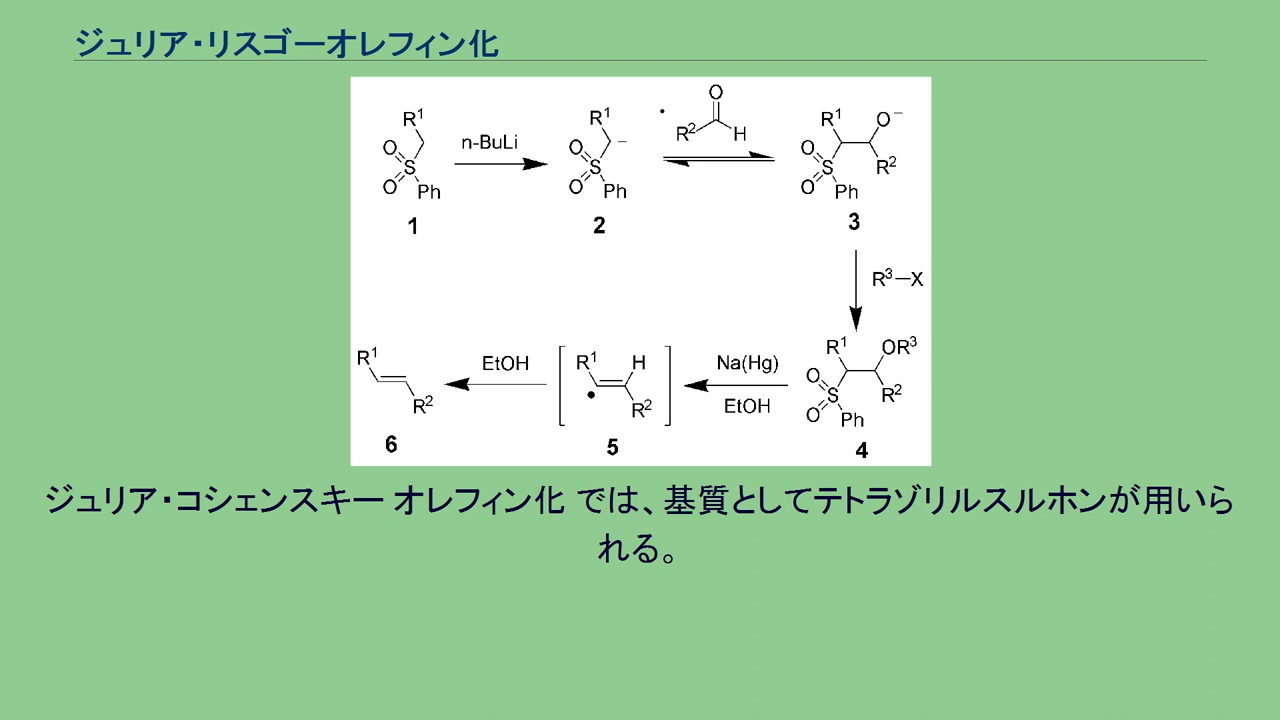 ジュリア・リスゴーオレフィン化
R¹ O O S Ph 1
n-BuLi
R¹ O O S Ph 2
O R² H
R¹ O⁻ O O S R² Ph 3
R³—X
R¹ R² 6
EtOH
R¹ H R² 5
Na(Hg)
EtOH
R¹ OR³ O O S R² Ph 4
ジュリア・コシェンスキー オレフィン化 では、基質としてテトラゾリルスルホンが用いら
れる。